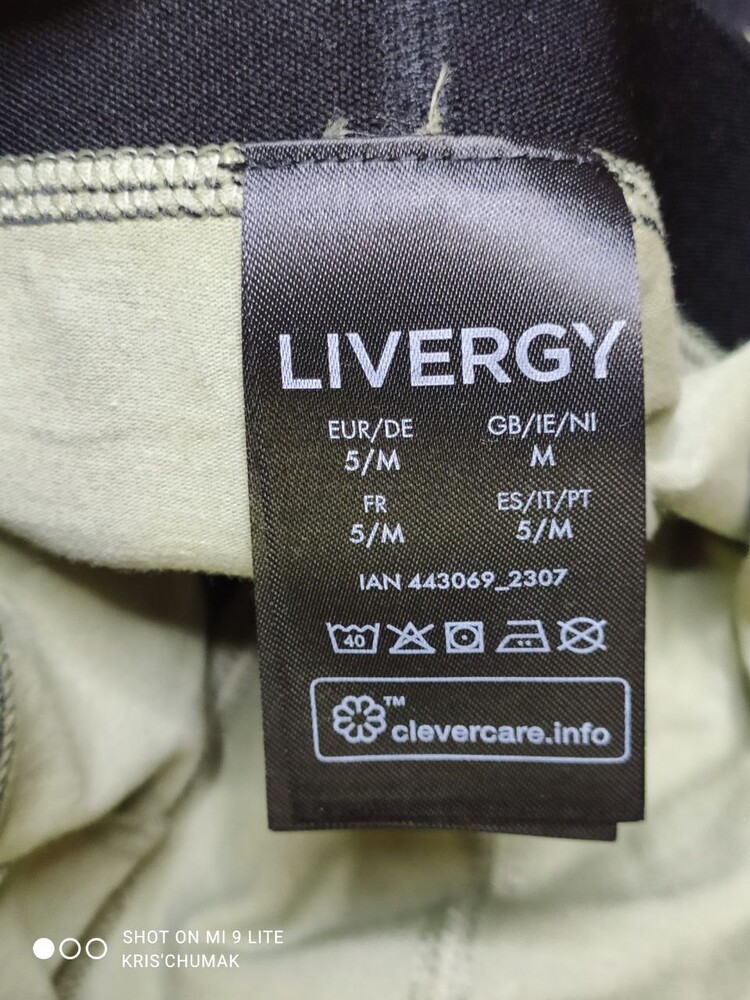 LIVERGY
EUR/DE GB/IE/NI
5/M M
FR ES/IT/PT
5/M 5/M
IAN 443069_2307
40
™
clevercare.info
SHOT ON MI 9 LITE
KRIS'CHUMAK